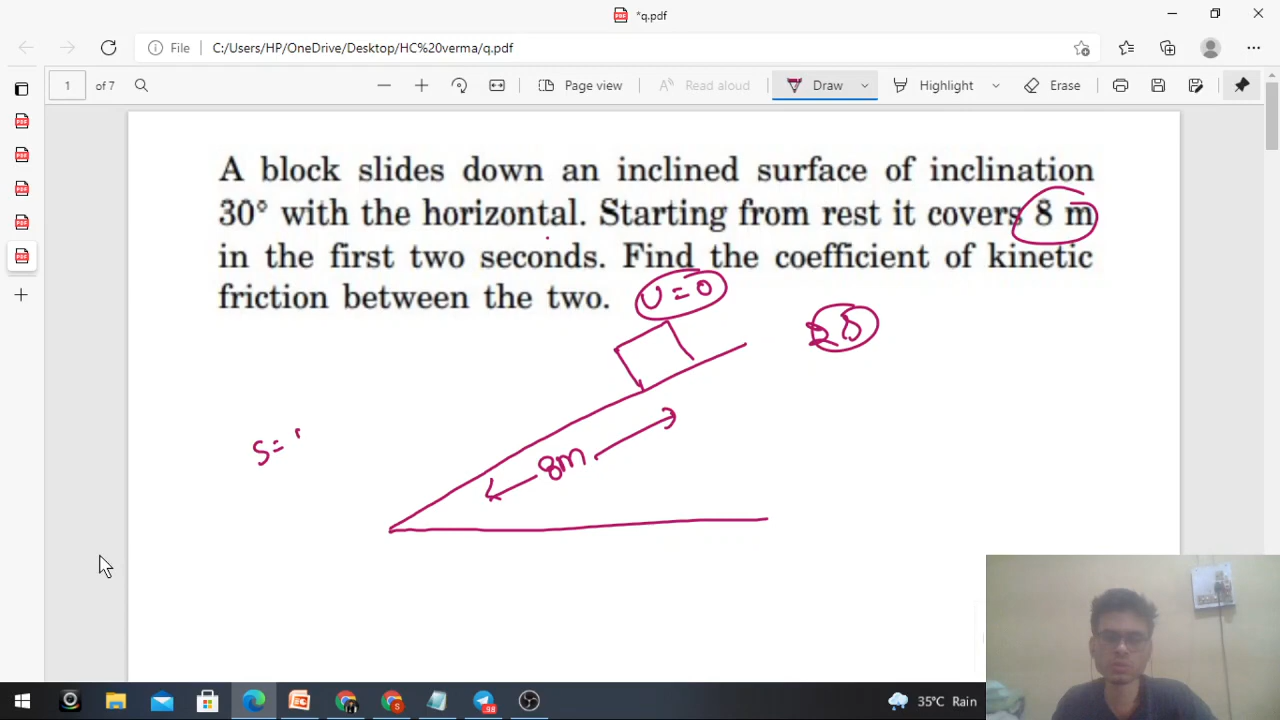 *q.pdf
File C:/Users/HP/OneDrive/Desktop/HC%20verma/q.pdf
1 of 7 Page view Read aloud Draw Highlight Erase
A block slides down an inclined surface of inclination
30° with the horizontal. Starting from rest it covers 8 m
in the first two seconds. Find the coefficient of kinetic
friction between the two.
U=0
2S
S=
8m
35°C Rain